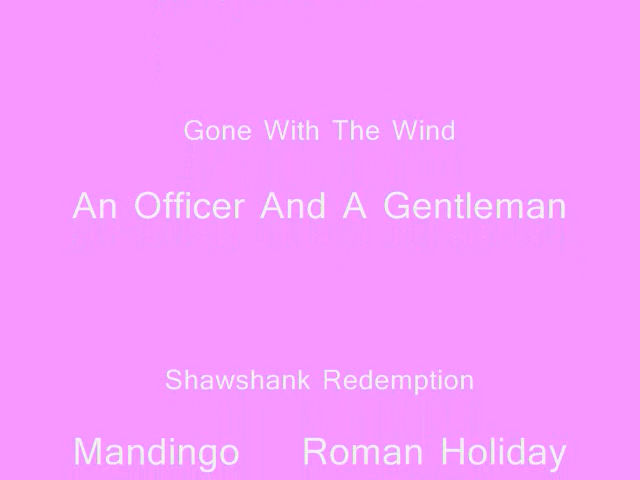 Gone With The Wind
An Officer And A Gentleman
Shawshank Redemption
Mandingo Roman Holiday